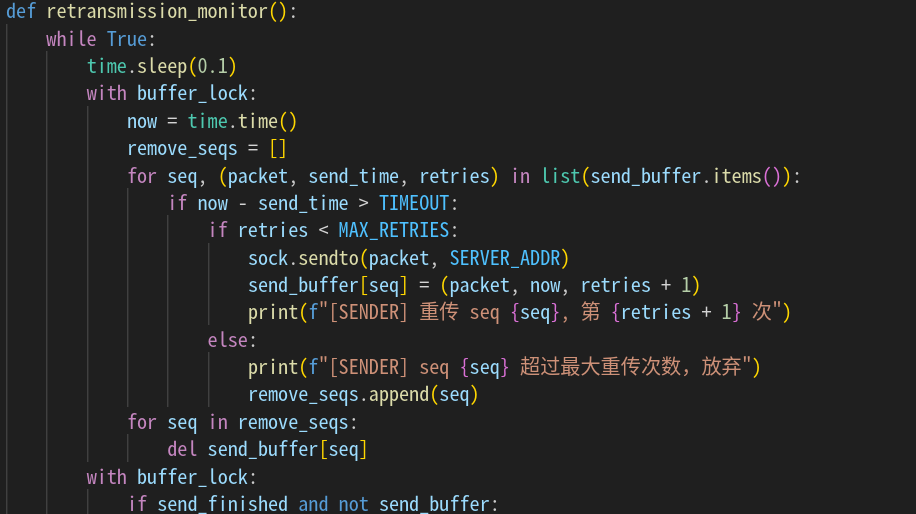 def retransmission_monitor():
    while True:
        time.sleep(0.1)
        with buffer_lock:
            now = time.time()
            remove_seqs = []
            for seq, (packet, send_time, retries) in list(send_buffer.items()):
                if now - send_time > TIMEOUT:
                    if retries < MAX_RETRIES:
                        sock.sendto(packet, SERVER_ADDR)
                        send_buffer[seq] = (packet, now, retries + 1)
                        print(f"[SENDER] 重传 seq {seq}, 第 {retries + 1} 次")
                    else:
                        print(f"[SENDER] seq {seq} 超过最大重传次数，放弃")
                        remove_seqs.append(seq)
            for seq in remove_seqs:
                del send_buffer[seq]
        with buffer_lock:
            if send_finished and not send_buffer: